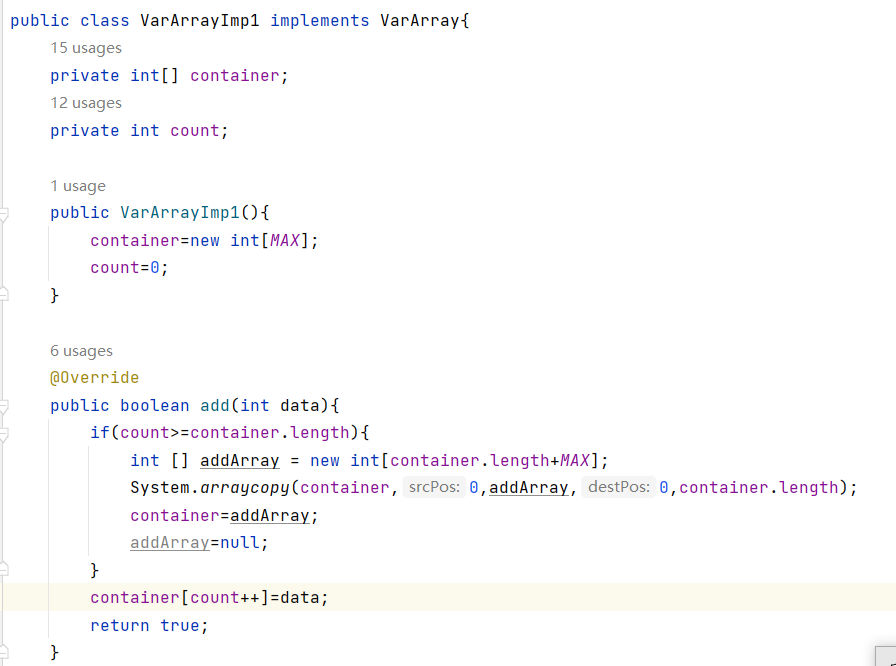 public class VarArrayImp1 implements VarArray{
15 usages
private int[] container;
12 usages
private int count;
1 usage
public VarArrayImp1(){
container=new int[MAX];
count=0;
}
6 usages
@Override
public boolean add(int data){
if(count>=container.length){
int [] addArray = new int[container.length+MAX];
System.arraycopy(container, srcPos: 0,addArray, destPos: 0,container.length);
container=addArray;
addArray=null;
}
container[count++]=data;
return true;
}